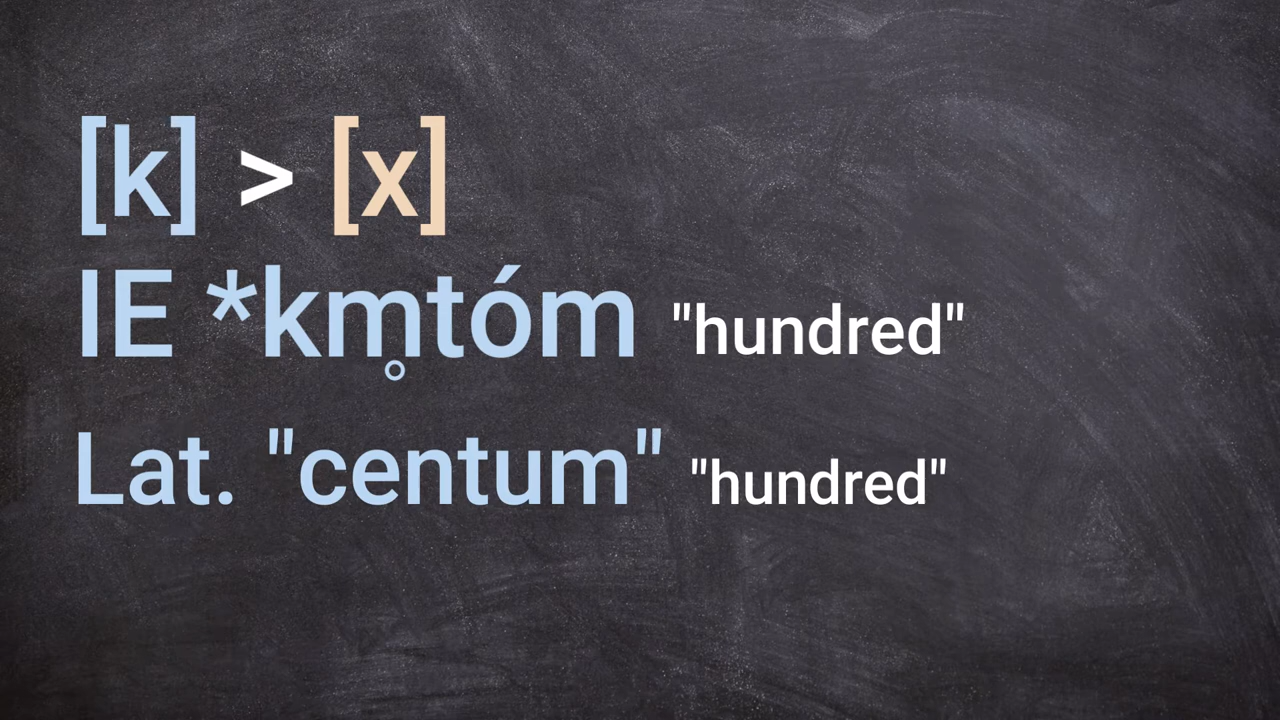 [k] > [x]
IE *km̥tóm "hundred"
Lat. "centum" "hundred"